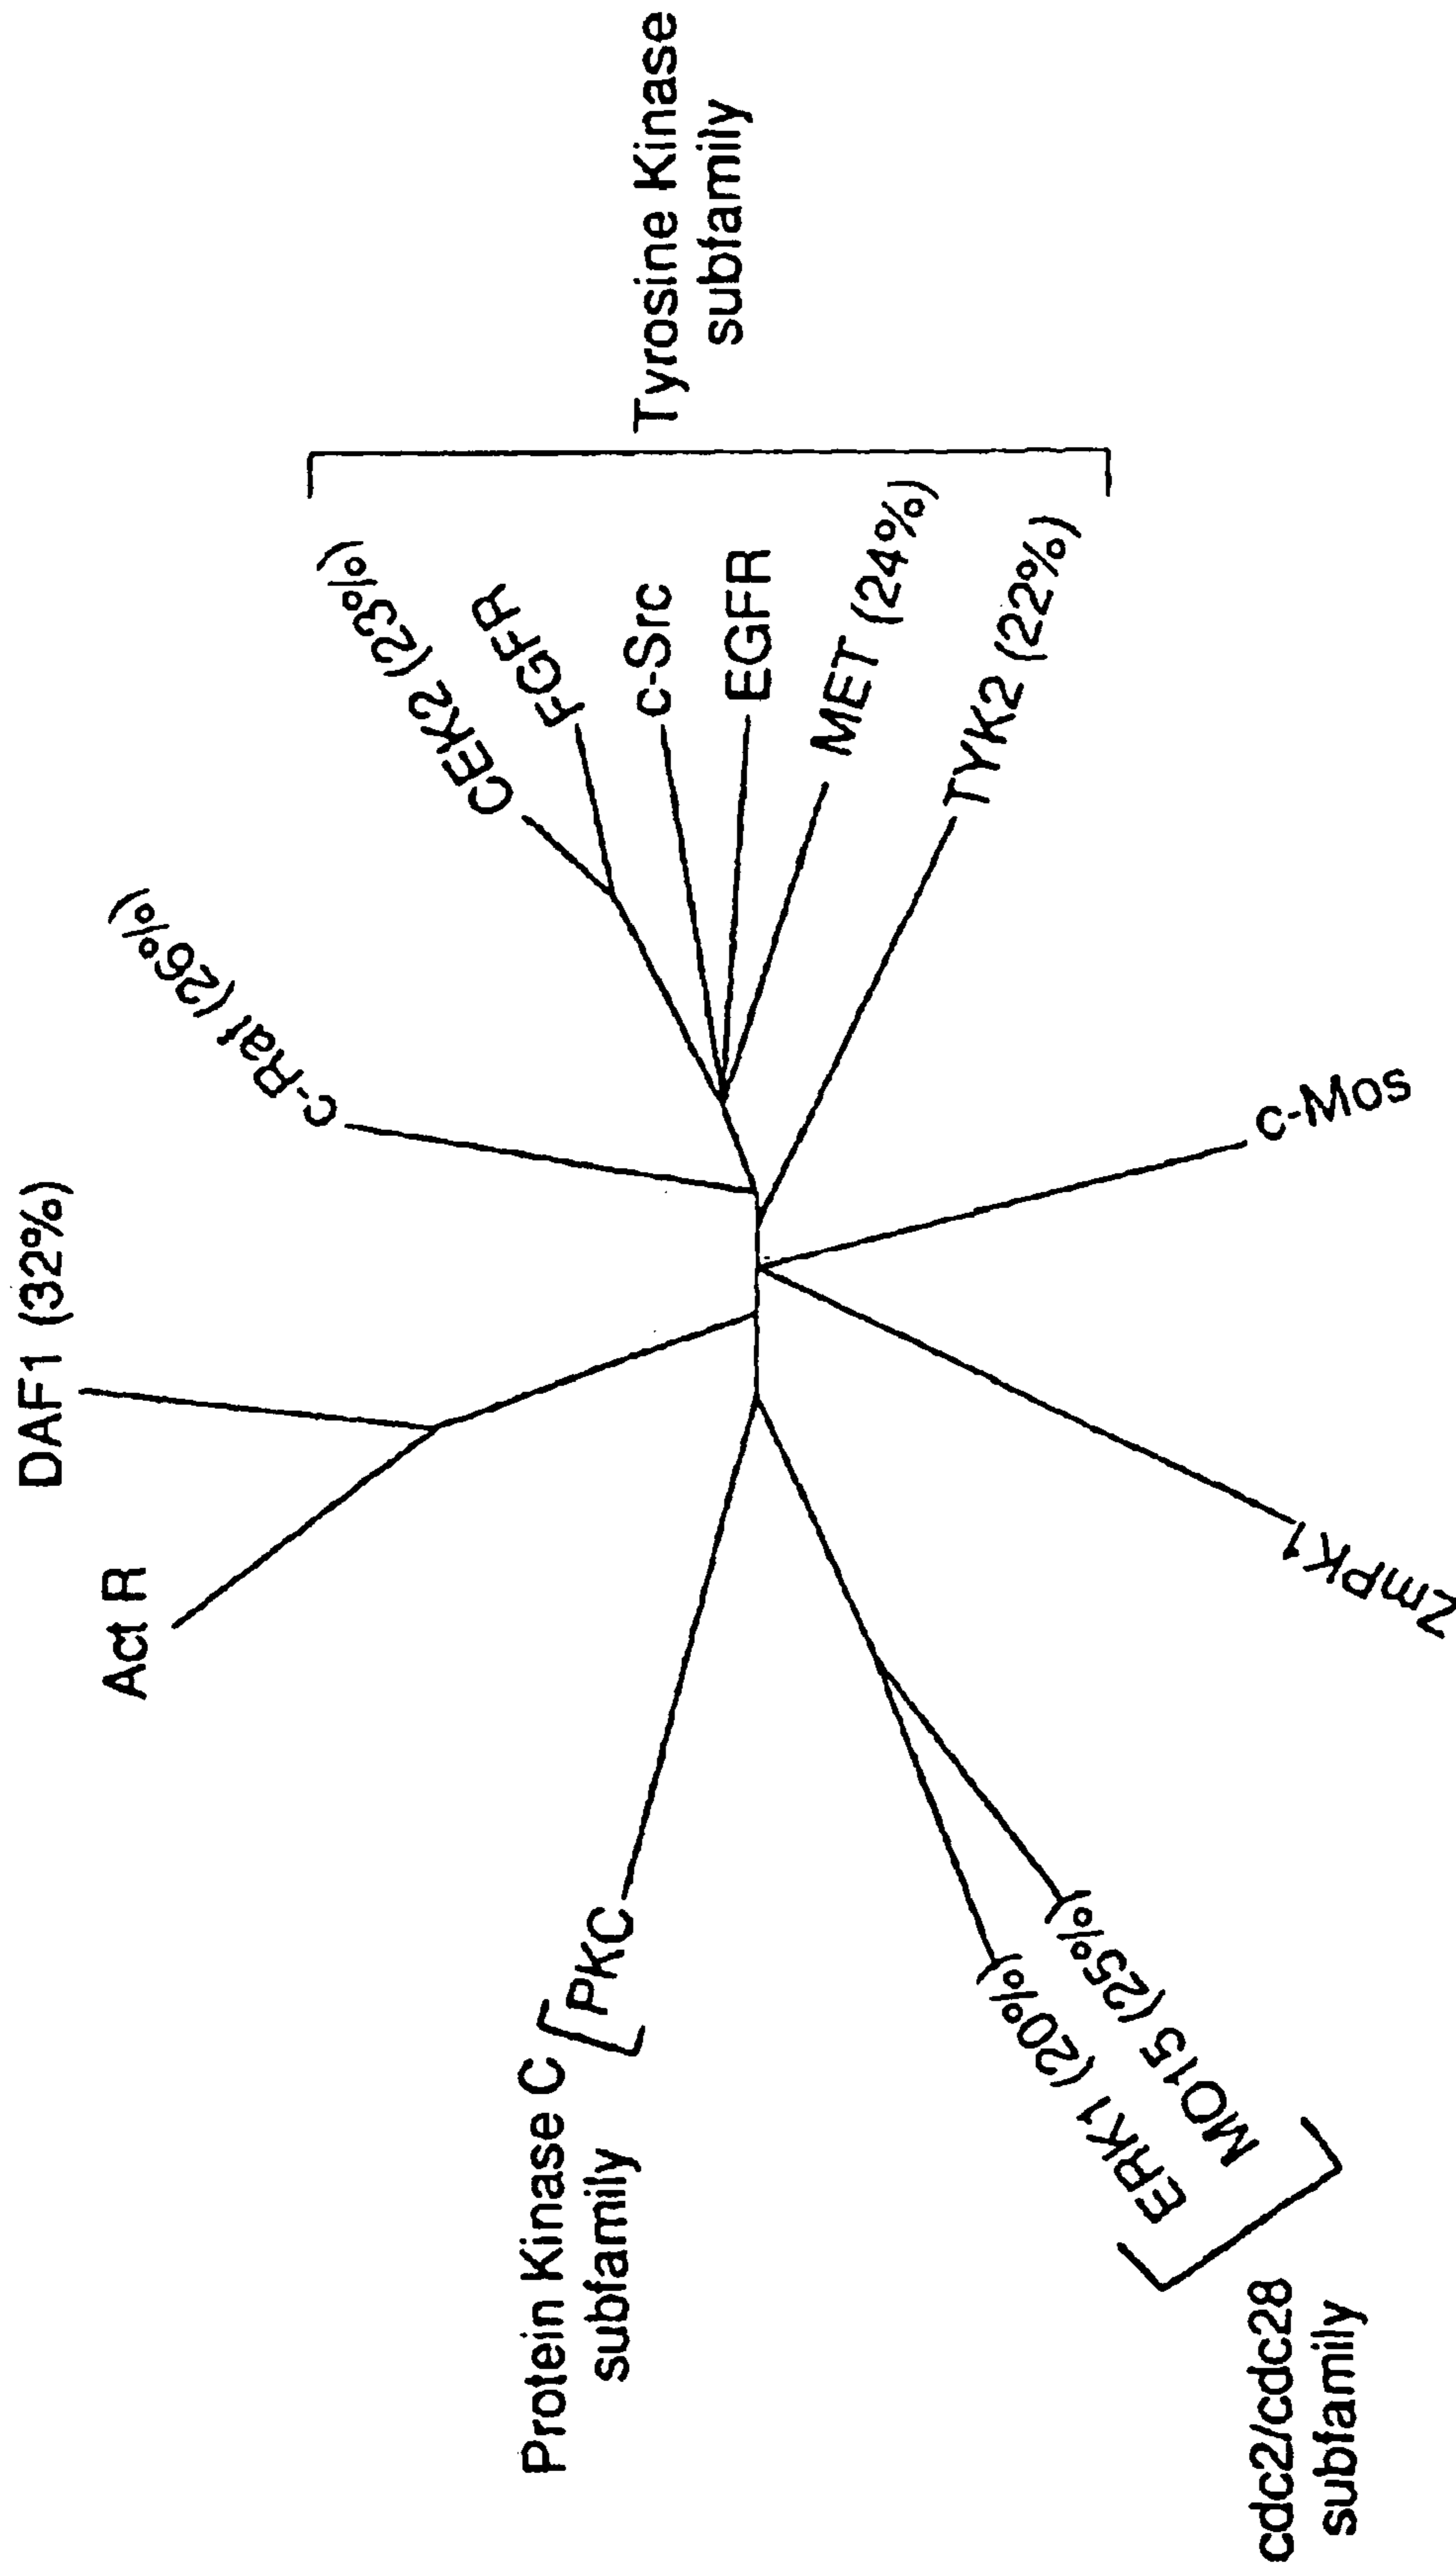 DAF1 (32%)
Act R
c-Raf (26%)
CEK2 (23%)
FGFR
c-Src
EGFR
MET (24%)
TYK2 (22%)
Tyrosine Kinase
subfamily
Protein Kinase C
subfamily
PKC
ERK1 (20%)
MO15 (25%)
cdc2/cdc28
subfamily
ZmPK1
c-Mos